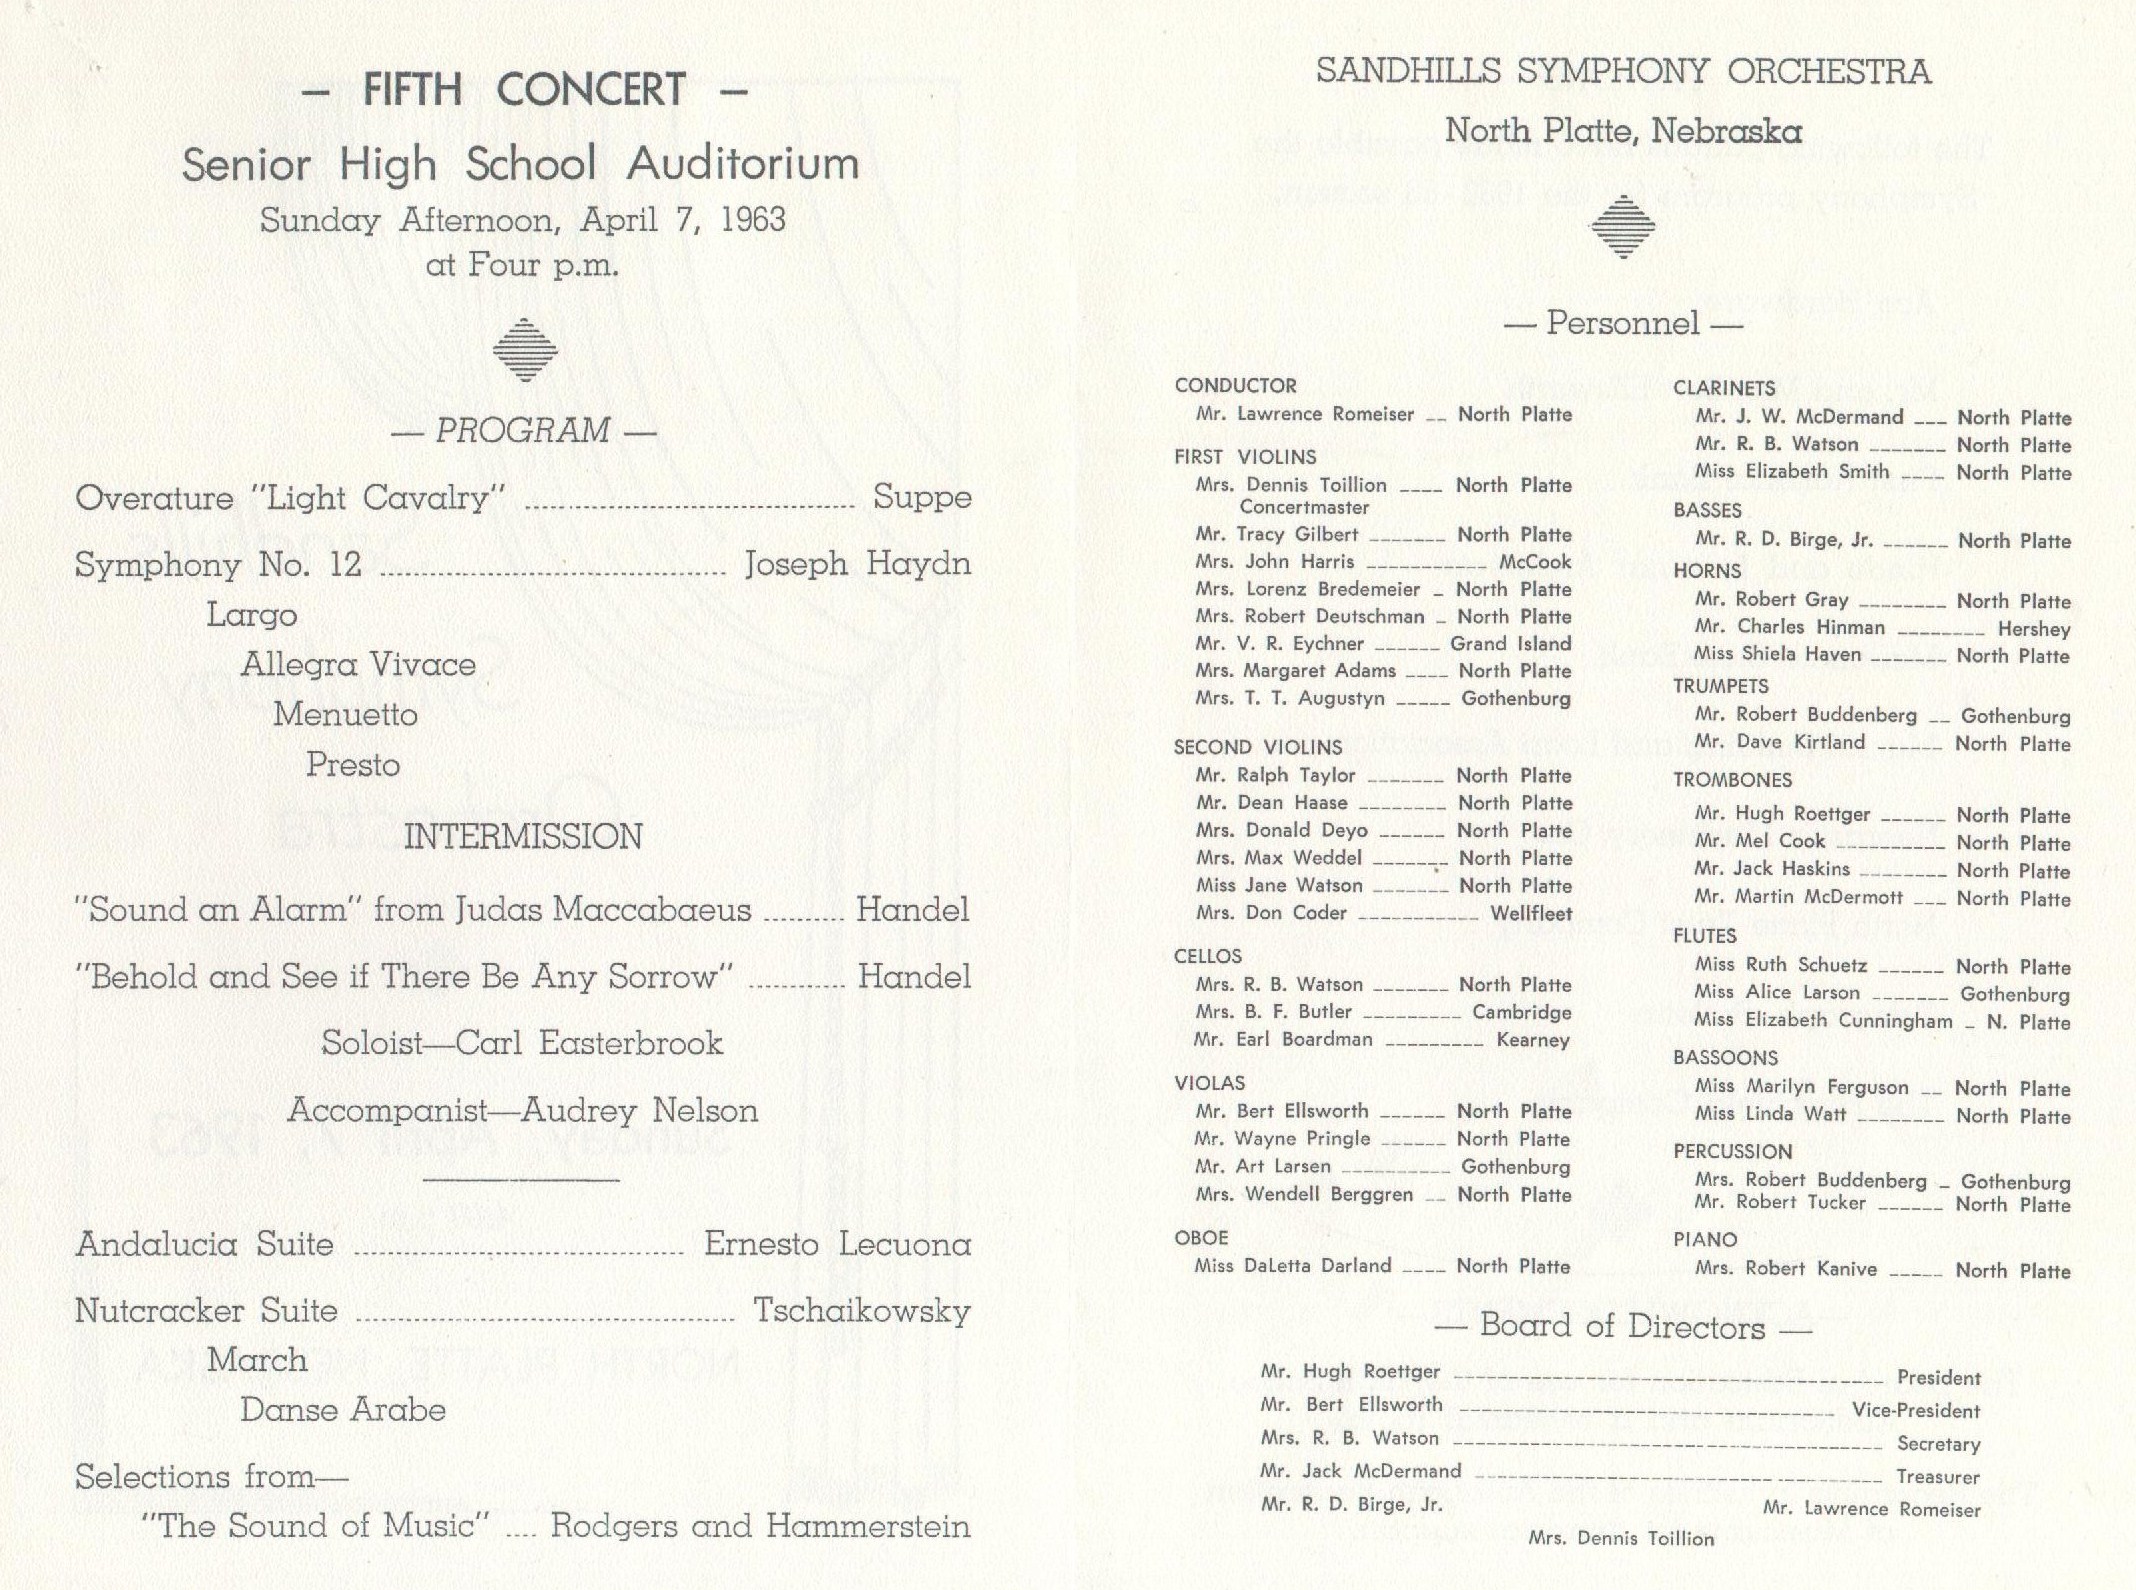 — FIFTH CONCERT —
Senior High School Auditorium
Sunday Afternoon, April 7, 1963
at Four p.m.
— PROGRAM —
Overature "Light Cavalry" ........................................ Suppe
Symphony No. 12 .......................................... Joseph Haydn
Largo
Allegra Vivace
Menuetto
Presto
INTERMISSION
"Sound an Alarm" from Judas Maccabaeus .......... Handel
"Behold and See if There Be Any Sorrow" ............ Handel
Soloist—Carl Easterbrook
Accompanist—Audrey Nelson
Andalucia Suite ........................................ Ernesto Lecuona
Nutcracker Suite .............................................. Tschaikowsky
March
Danse Arabe
Selections from—
"The Sound of Music" .... Rodgers and Hammerstein
SANDHILLS SYMPHONY ORCHESTRA
North Platte, Nebraska
— Personnel —
CONDUCTOR
Mr. Lawrence Romeiser __ North Platte
FIRST VIOLINS
Mrs. Dennis Toillion ____ North Platte
Concertmaster
Mr. Tracy Gilbert _______ North Platte
Mrs. John Harris ___________ McCook
Mrs. Lorenz Bredemeier _ North Platte
Mrs. Robert Deutschman _ North Platte
Mr. V. R. Eychner ______ Grand Island
Mrs. Margaret Adams ____ North Platte
Mrs. T. T. Augustyn _____ Gothenburg
SECOND VIOLINS
Mr. Ralph Taylor _______ North Platte
Mr. Dean Haase ________ North Platte
Mrs. Donald Deyo ______ North Platte
Mrs. Max Weddel _______ North Platte
Miss Jane Watson _______ North Platte
Mrs. Don Coder ___________ Wellfleet
CELLOS
Mrs. R. B. Watson _______ North Platte
Mrs. B. F. Butler _________ Cambridge
Mr. Earl Boardman _________ Kearney
VIOLAS
Mr. Bert Ellsworth ______ North Platte
Mr. Wayne Pringle ______ North Platte
Mr. Art Larsen __________ Gothenburg
Mrs. Wendell Berggren __ North Platte
OBOE
Miss DaLetta Darland ____ North Platte
CLARINETS
Mr. J. W. McDermand ___ North Platte
Mr. R. B. Watson _______ North Platte
Miss Elizabeth Smith ____ North Platte
BASSES
Mr. R. D. Birge, Jr. ______ North Platte
HORNS
Mr. Robert Gray ________ North Platte
Mr. Charles Hinman ________ Hershey
Miss Shiela Haven _______ North Platte
TRUMPETS
Mr. Robert Buddenberg __ Gothenburg
Mr. Dave Kirtland ______ North Platte
TROMBONES
Mr. Hugh Roettger ______ North Platte
Mr. Mel Cook __________ North Platte
Mr. Jack Haskins ________ North Platte
Mr. Martin McDermott ___ North Platte
FLUTES
Miss Ruth Schuetz ______ North Platte
Miss Alice Larson _______ Gothenburg
Miss Elizabeth Cunningham _ N. Platte
BASSOONS
Miss Marilyn Ferguson __ North Platte
Miss Linda Watt ________ North Platte
PERCUSSION
Mrs. Robert Buddenberg _ Gothenburg
Mr. Robert Tucker ______ North Platte
PIANO
Mrs. Robert Kanive _____ North Platte
— Board of Directors —
Mr. Hugh Roettger ________________________________________ President
Mr. Bert Ellsworth ___________________________________ Vice-President
Mrs. R. B. Watson ________________________________________ Secretary
Mr. Jack McDermand ______________________________________ Treasurer
Mr. R. D. Birge, Jr. Mr. Lawrence Romeiser
Mrs. Dennis Toillion